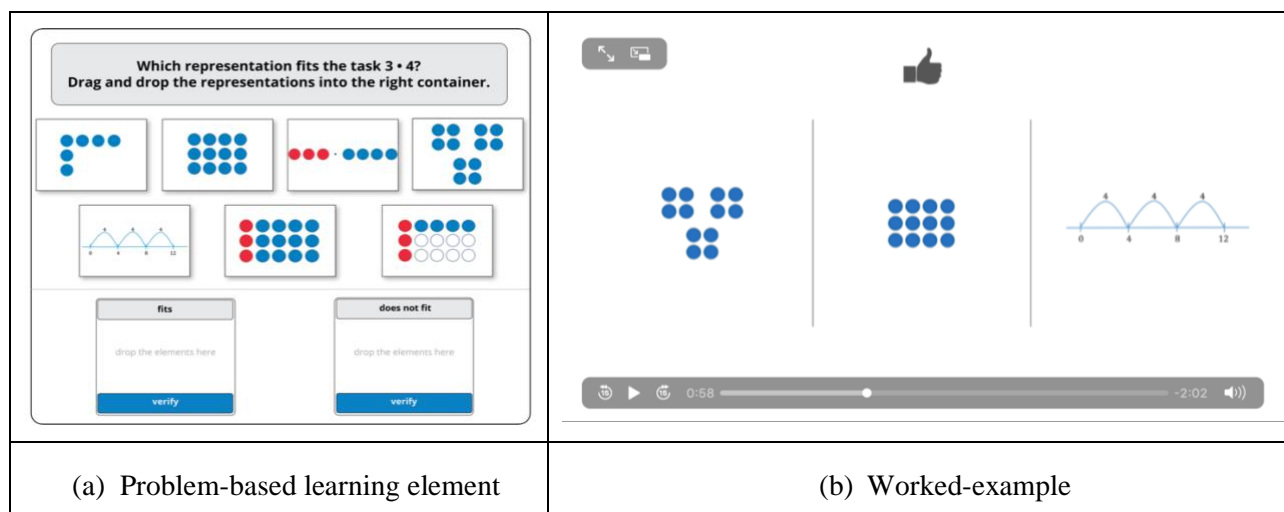 Which representation fits the task 3 • 4?
Drag and drop the representations into the right container.
4 4 4
0 4 8 12
fits
does not fit
drop the elements here
drop the elements here
verify
verify
4 4 4
0 4 8 12
15 15 0:58 -2:02
(a) Problem-based learning element
(b) Worked-example